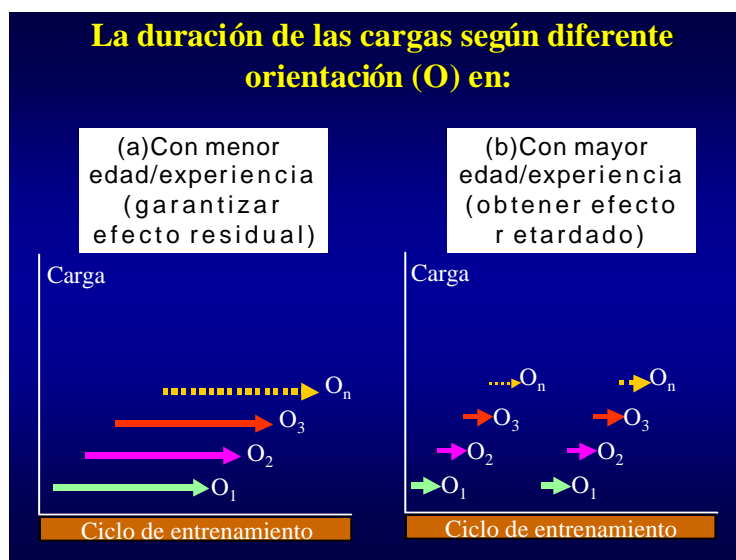 La duración de las cargas según diferente
orientación (O) en:
(a)Con menor
edad/experiencia
(garantizar
efecto residual)
Carga
Oₙ
O₃
O₂
O₁
Ciclo de entrenamiento
(b)Con mayor
edad/experiencia
(obtener efecto
r etardado)
Carga
Oₙ Oₙ
O₃ O₃
O₂ O₂
O₁ O₁
Ciclo de entrenamiento